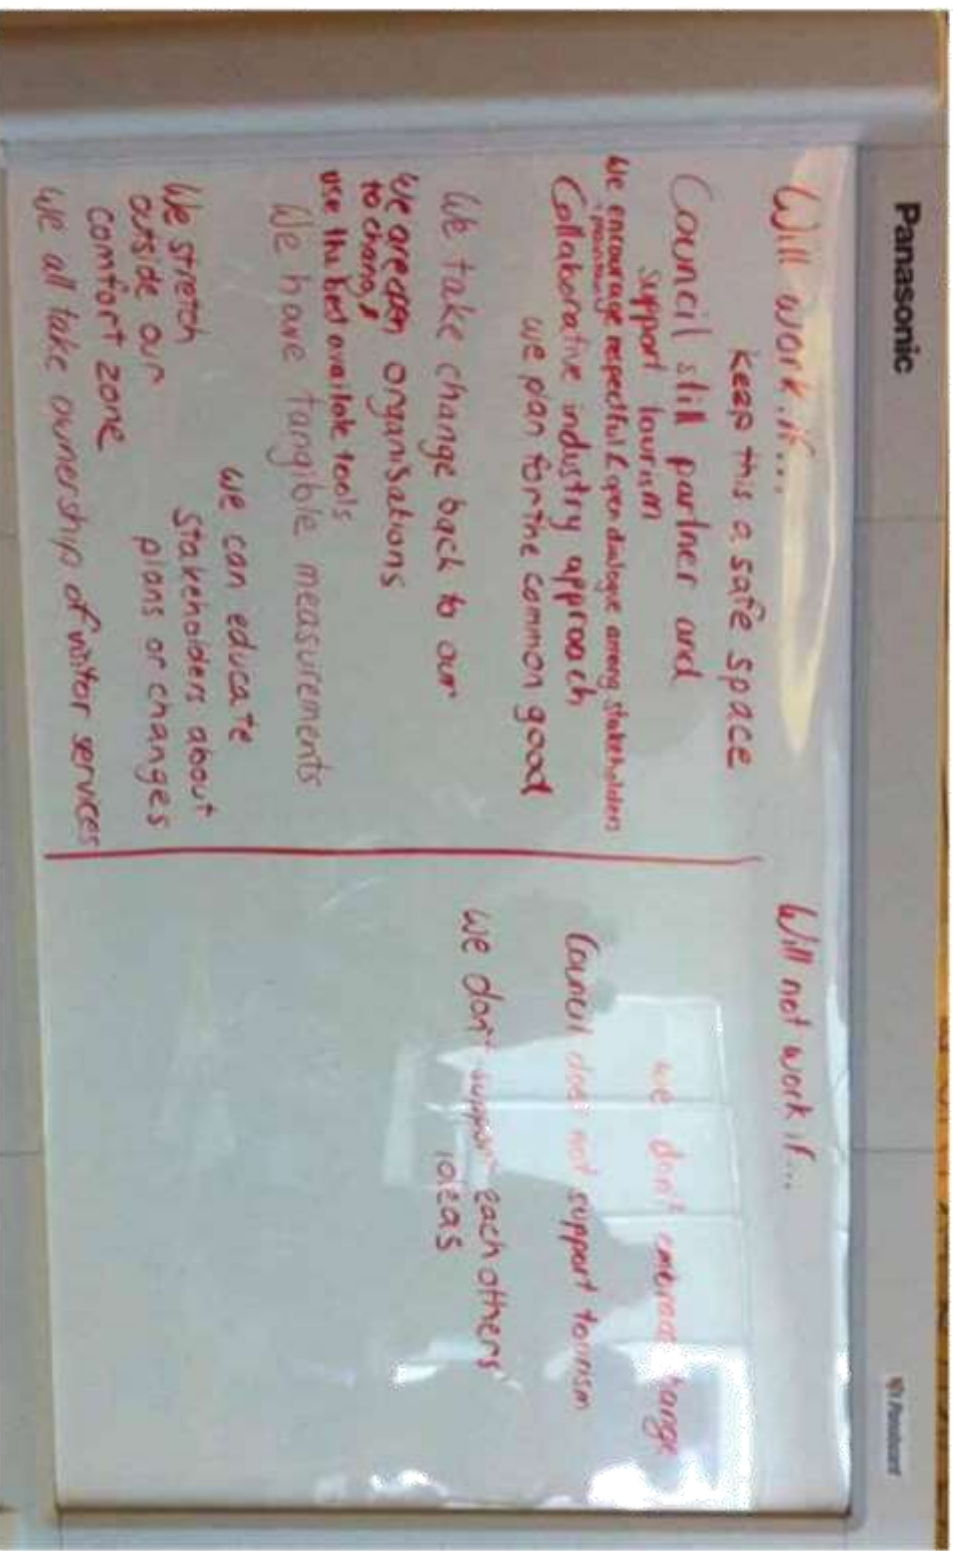 Panasonic
Panaboard
Will work if...
Keep this a safe space
Council still partner and
support tourism
We encourage respectful & open dialogue among stakeholders
Collaborative industry approach
we plan for the common good
We take change back to our
organisations
We are open
to change
use the best available tools
We have tangible measurements
We can educate
stakeholders about
plans or changes
We stretch
outside our
comfort zone
We all take ownership of visitor services
Will not work if...
we don't embrace change
Council does not support tourism
We don't support each others'
ideas